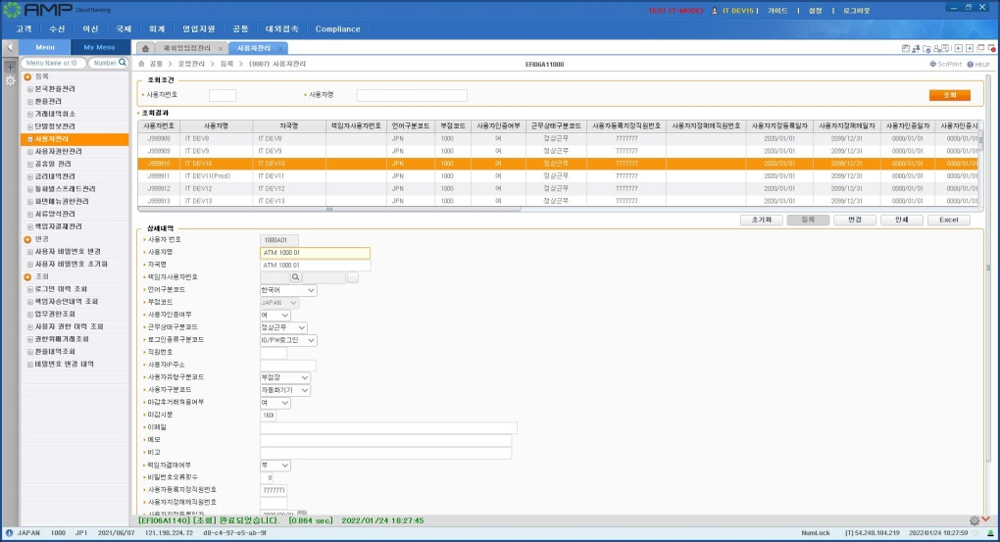 AMP Cloud Banking
TEST (T-MODE) IT DEVIS | 가이드 | 설정 | 로그아웃
고객 수신 여신 국제 회계 영업지원 공통 대외접속 Compliance
Menu My Menu
해외영업점관리 × 사용자관리 ×
Menu Name or ID Number
공통 > 운영관리 > 등록 > (0007) 사용자관리
EFI06A11000
ScrPrint HELP
등록
본국환율관리
환율관리
거래내역취소
단말정보관리
사용자관리
사용자권한관리
공휴일 관리
금리내역관리
통화별스프레드관리
화면메뉴권한관리
서류양식관리
책임자결재관리
변경
사용자 비밀번호 변경
사용자 비밀번호 초기화
조회
로그인 이력 조회
책임자승인내역 조회
업무권한조회
사용자 권한 이력 조회
권한위배거래조회
환율내역조회
비밀번호 변경 내역
조회조건
사용자번호 사용자명 조회
조회결과
사용자번호 사용자명 자국명 책임자사용자번호 언어구분코드 부점코드 사용자인증여부 근무상태구분코드 사용자등록지정직원번호 사용자지정해제직원번호 사용자지정등록일자 사용자지정해제일자 사용자인증일자 사용자인증시
J999908 IT DEV8 IT DEV8 JPN 1000 여 정상근무 7777777 2020/01/01 2099/12/31 0000/01/01 0000/01/01
J999909 IT DEV9 IT DEV9 JPN 1000 여 정상근무 7777777 2020/01/01 2099/12/31 0000/01/01 0000/01/01
J999910 IT DEV10 IT DEV10 JPN 1000 여 정상근무 7777777 2020/01/01 2099/12/31 0000/01/01 0000/01/01
J999911 IT DEV11(Prod) IT DEV11 JPN 1000 여 정상근무 7777777 2020/01/01 2099/12/31 0000/01/01 0000/01/01
J999912 IT DEV12 IT DEV12 JPN 1000 여 정상근무 7777777 2020/01/01 2099/12/31 0000/01/01 0000/01/01
J999913 IT DEV13 IT DEV13 JPN 1000 여 정상근무 7777777 2020/01/01 2099/12/31 0000/01/01 0000/01/01
초기화 등록 변경 인쇄 Excel
상세내역
사용자 번호 1000A01
사용자명 ATM 1000 01
자국명 ATM 1000 01
책임자사용자번호
언어구분코드 한국어
부점코드 JAPAN
사용자인증여부 여
근무상태구분코드 정상근무
로그인종류구분코드 ID/PW로그인
직원번호
사용자IP주소
사용자유형구분코드 부점장
사용자구분코드 자동화기기
마감후거래허용여부 여
마감시분 160
이메일
메모
비고
책임자결재여부 부
비밀번호오류횟수 0
사용자등록지정직원번호 7777771
사용자지정해제직원번호
사용자지정등록일자
[EFI06A1140] [조회] 완료되었습니다. [0.864 sec] 2022/01/24 18:27:45
JAPAN 1000 JP1 2021/06/07 121.190.224.72 d8-c4-97-e5-ab-9f NumLock [T]54.248.104.219 2022/01/24 18:27:59